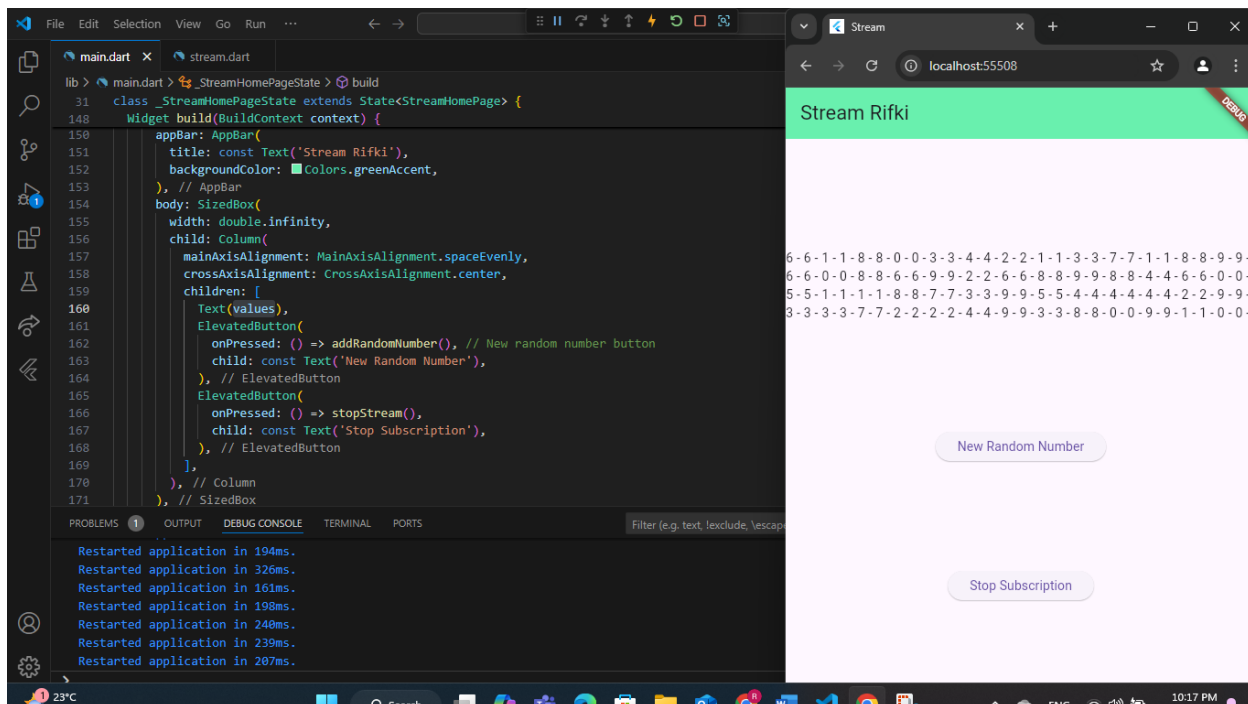 File Edit Selection View Go Run ···
main.dart
stream.dart
lib > main.dart > _StreamHomePageState > build
31 class _StreamHomePageState extends State<StreamHomePage> {
148 Widget build(BuildContext context) {
150 appBar: AppBar(
151 title: const Text('Stream Rifki'),
152 backgroundColor: Colors.greenAccent,
153 ), // AppBar
154 body: SizedBox(
155 width: double.infinity,
156 child: Column(
157 mainAxisAlignment: MainAxisAlignment.spaceEvenly,
158 crossAxisAlignment: CrossAxisAlignment.center,
159 children: [
160 Text(values),
161 ElevatedButton(
162 onPressed: () => addRandomNumber(), // New random number button
163 child: const Text('New Random Number'),
164 ), // ElevatedButton
165 ElevatedButton(
166 onPressed: () => stopStream(),
167 child: const Text('Stop Subscription'),
168 ), // ElevatedButton
169 ],
170 ), // Column
171 ), // SizedBox
1
PROBLEMS 1 OUTPUT DEBUG CONSOLE TERMINAL PORTS
Filter (e.g. text, !exclude, \escape
Restarted application in 194ms.
Restarted application in 326ms.
Restarted application in 161ms.
Restarted application in 198ms.
Restarted application in 240ms.
Restarted application in 239ms.
Restarted application in 207ms.
Stream
localhost:55508
Stream Rifki
DEBUG
6 - 6 - 1 - 1 - 8 - 8 - 0 - 0 - 3 - 3 - 4 - 4 - 2 - 2 - 1 - 1 - 3 - 3 - 7 - 7 - 1 - 1 - 8 - 8 - 9 - 9 -
6 - 6 - 0 - 0 - 8 - 8 - 6 - 6 - 9 - 9 - 2 - 2 - 6 - 6 - 8 - 8 - 9 - 9 - 8 - 8 - 4 - 4 - 6 - 6 - 0 - 0 -
5 - 5 - 1 - 1 - 1 - 1 - 8 - 8 - 7 - 7 - 3 - 3 - 9 - 9 - 5 - 5 - 4 - 4 - 4 - 4 - 4 - 4 - 2 - 2 - 9 - 9 -
3 - 3 - 3 - 3 - 7 - 7 - 2 - 2 - 2 - 2 - 4 - 4 - 9 - 9 - 3 - 3 - 8 - 8 - 0 - 0 - 9 - 9 - 1 - 1 - 0 - 0 -
New Random Number
Stop Subscription
1 23°C
Search
ENG
10:17 PM